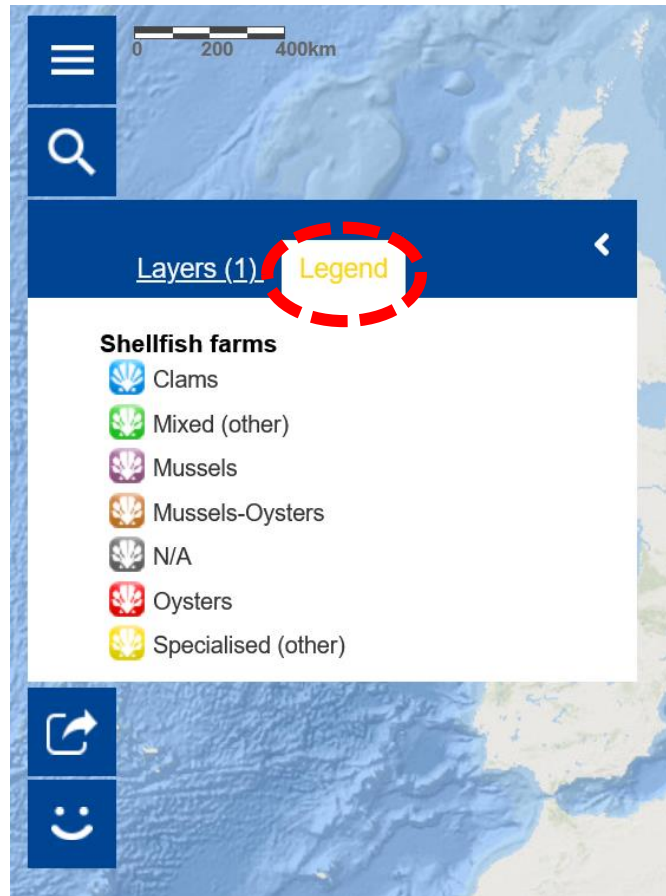 0 200 400km
Layers (1) Legend
Shellfish farms
Clams
Mixed (other)
Mussels
Mussels-Oysters
N/A
Oysters
Specialised (other)